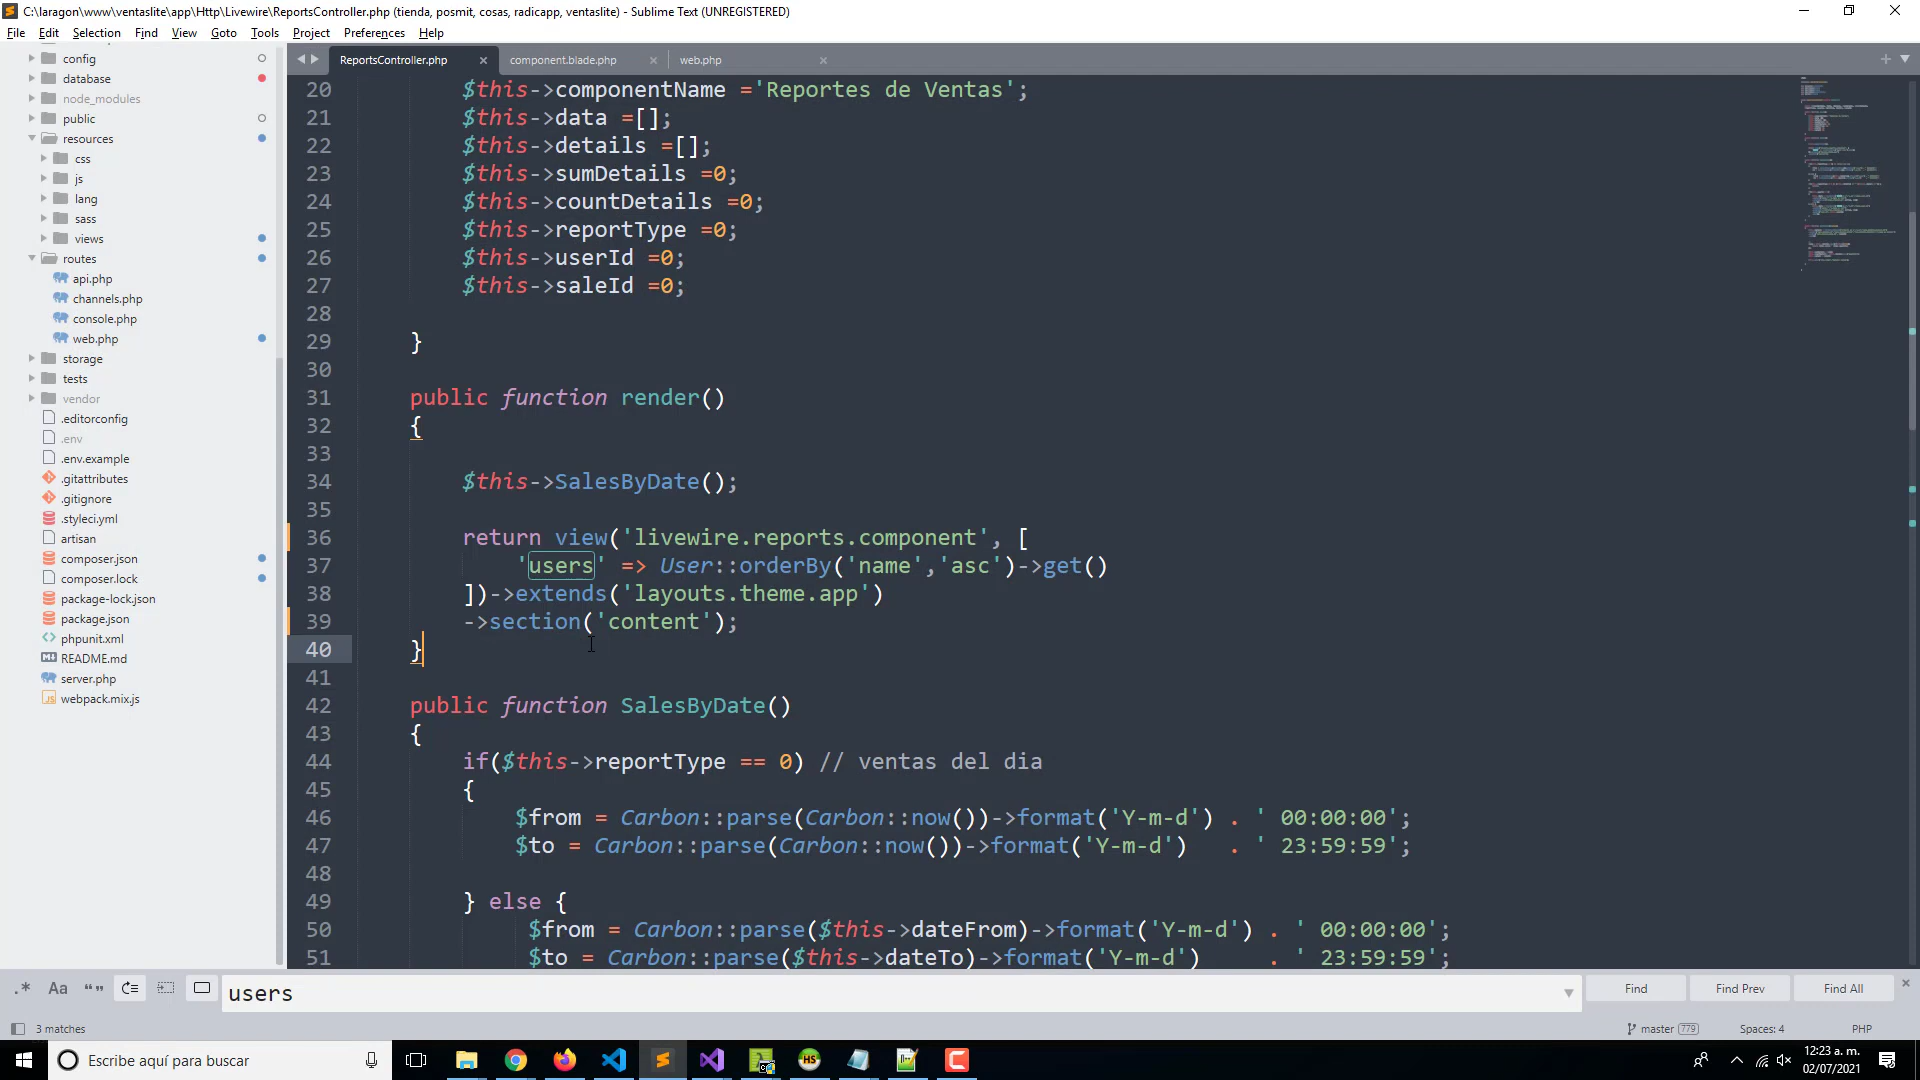 C:\laragon\www\ventaslite\app\Http\Livewire\ReportsController.php (tienda, posmit, cosas, radicapp, ventaslite) - Sublime Text (UNREGISTERED)
File Edit Selection Find View Goto Tools Project Preferences Help
config
database
node_modules
public
resources
css
js
lang
sass
views
routes
api.php
channels.php
console.php
web.php
storage
tests
vendor
.editorconfig
.env
.env.example
.gitattributes
.gitignore
.styleci.yml
artisan
composer.json
composer.lock
package-lock.json
package.json
phpunit.xml
README.md
server.php
webpack.mix.js
ReportsController.php component.blade.php web.php
20 $this->componentName ='Reportes de Ventas';
21 $this->data =[];
22 $this->details =[];
23 $this->sumDetails =0;
24 $this->countDetails =0;
25 $this->reportType =0;
26 $this->userId =0;
27 $this->saleId =0;
28
29 }
30
31 public function render()
32 {
33
34 $this->SalesByDate();
35
36 return view('livewire.reports.component', [
37 'users' => User::orderBy('name','asc')->get()
38 ])->extends('layouts.theme.app')
39 ->section('content');
40 }
41
42 public function SalesByDate()
43 {
44 if($this->reportType == 0) // ventas del dia
45 {
46 $from = Carbon::parse(Carbon::now())->format('Y-m-d') . ' 00:00:00';
47 $to = Carbon::parse(Carbon::now())->format('Y-m-d') . ' 23:59:59';
48
49 } else {
50 $from = Carbon::parse($this->dateFrom)->format('Y-m-d') . ' 00:00:00';
51 $to = Carbon::parse($this->dateTo)->format('Y-m-d') . ' 23:59:59';
.* Aa “” users Find Find Prev Find All
3 matches master 779 Spaces: 4 PHP
Escribe aquí para buscar
HS
12:23 a. m.
02/07/2021